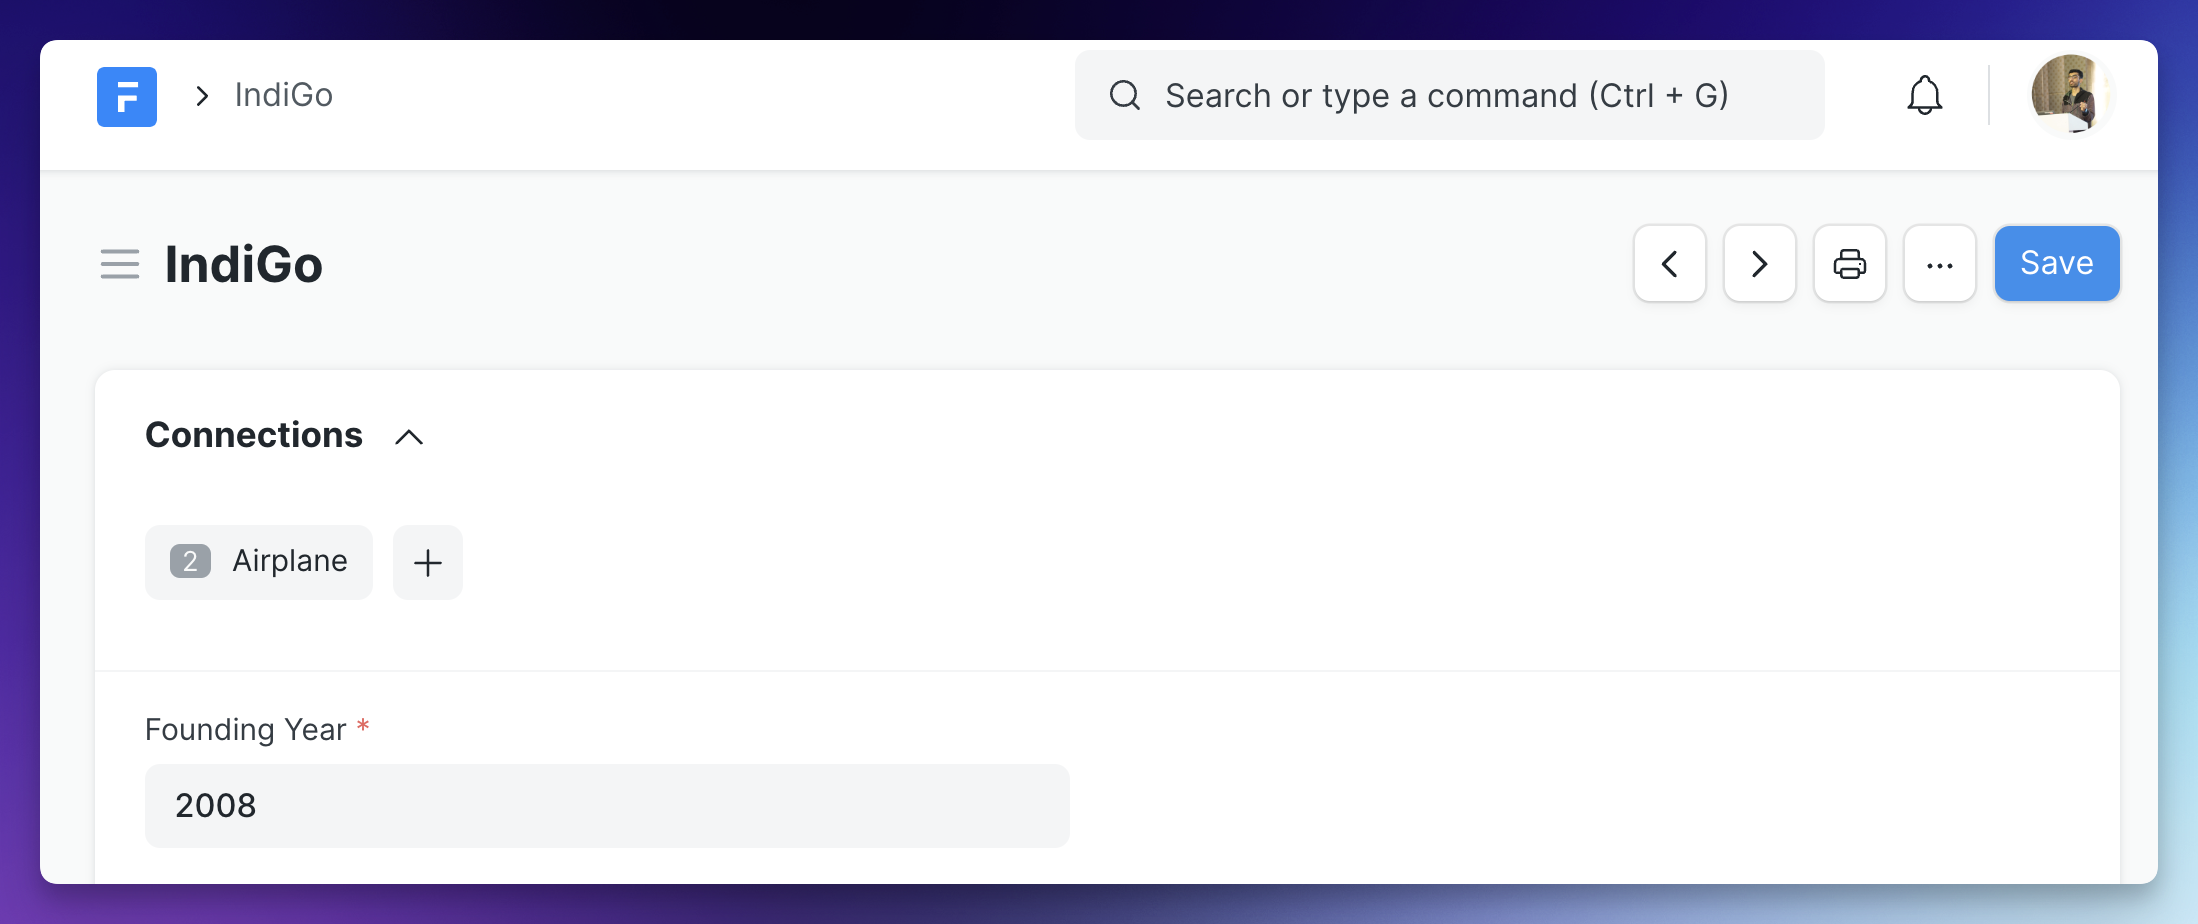 F
IndiGo
Search or type a command (Ctrl + G)
IndiGo
Save
Connections
2 Airplane
Founding Year *
2008